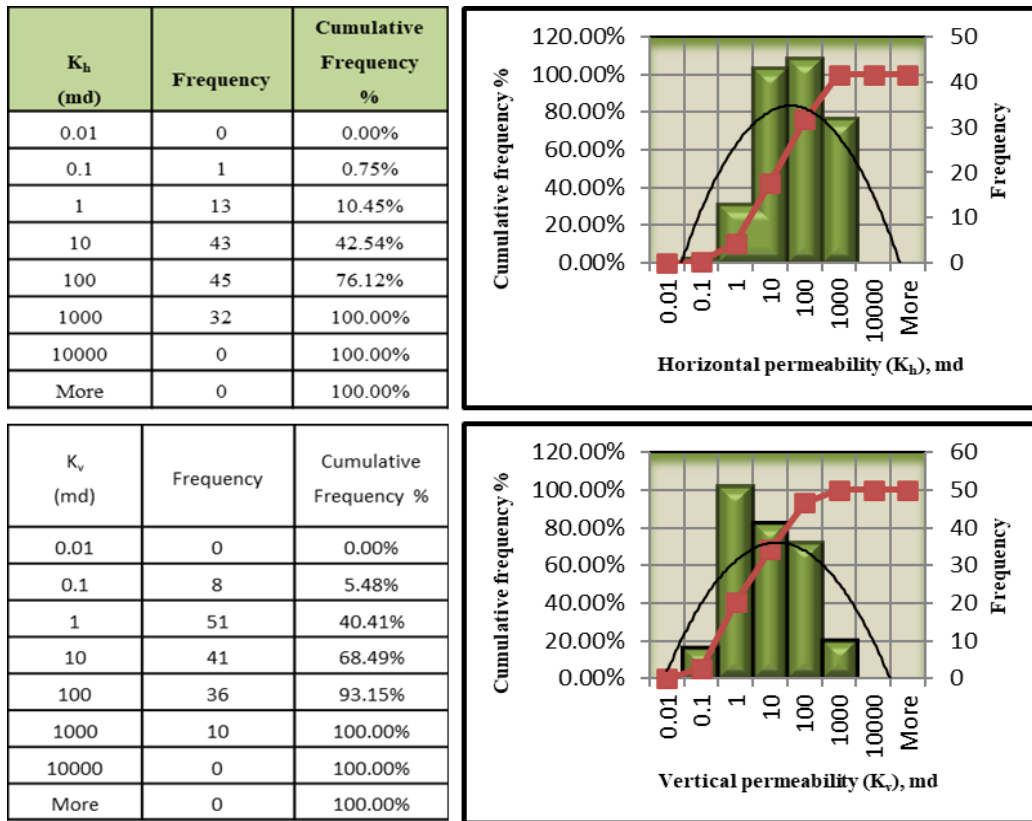 Kh
(md)
Frequency
Cumulative
Frequency
%
0.01 0 0.00%
0.1 1 0.75%
1 13 10.45%
10 43 42.54%
100 45 76.12%
1000 32 100.00%
10000 0 100.00%
More 0 100.00%
120.00%
100.00%
80.00%
60.00%
40.00%
20.00%
0.00%
Cumulative frequency %
50
40
30
20
10
0
Frequency
0.01
0.1
1
10
100
1000
10000
More
Horizontal permeability (Kh), md
Kv
(md)
Frequency
Cumulative
Frequency %
0.01 0 0.00%
0.1 8 5.48%
1 51 40.41%
10 41 68.49%
100 36 93.15%
1000 10 100.00%
10000 0 100.00%
More 0 100.00%
120.00%
100.00%
80.00%
60.00%
40.00%
20.00%
0.00%
Cumulative frequency %
60
50
40
30
20
10
0
Frequency
0.01
0.1
1
10
100
1000
10000
More
Vertical permeability (Kv), md